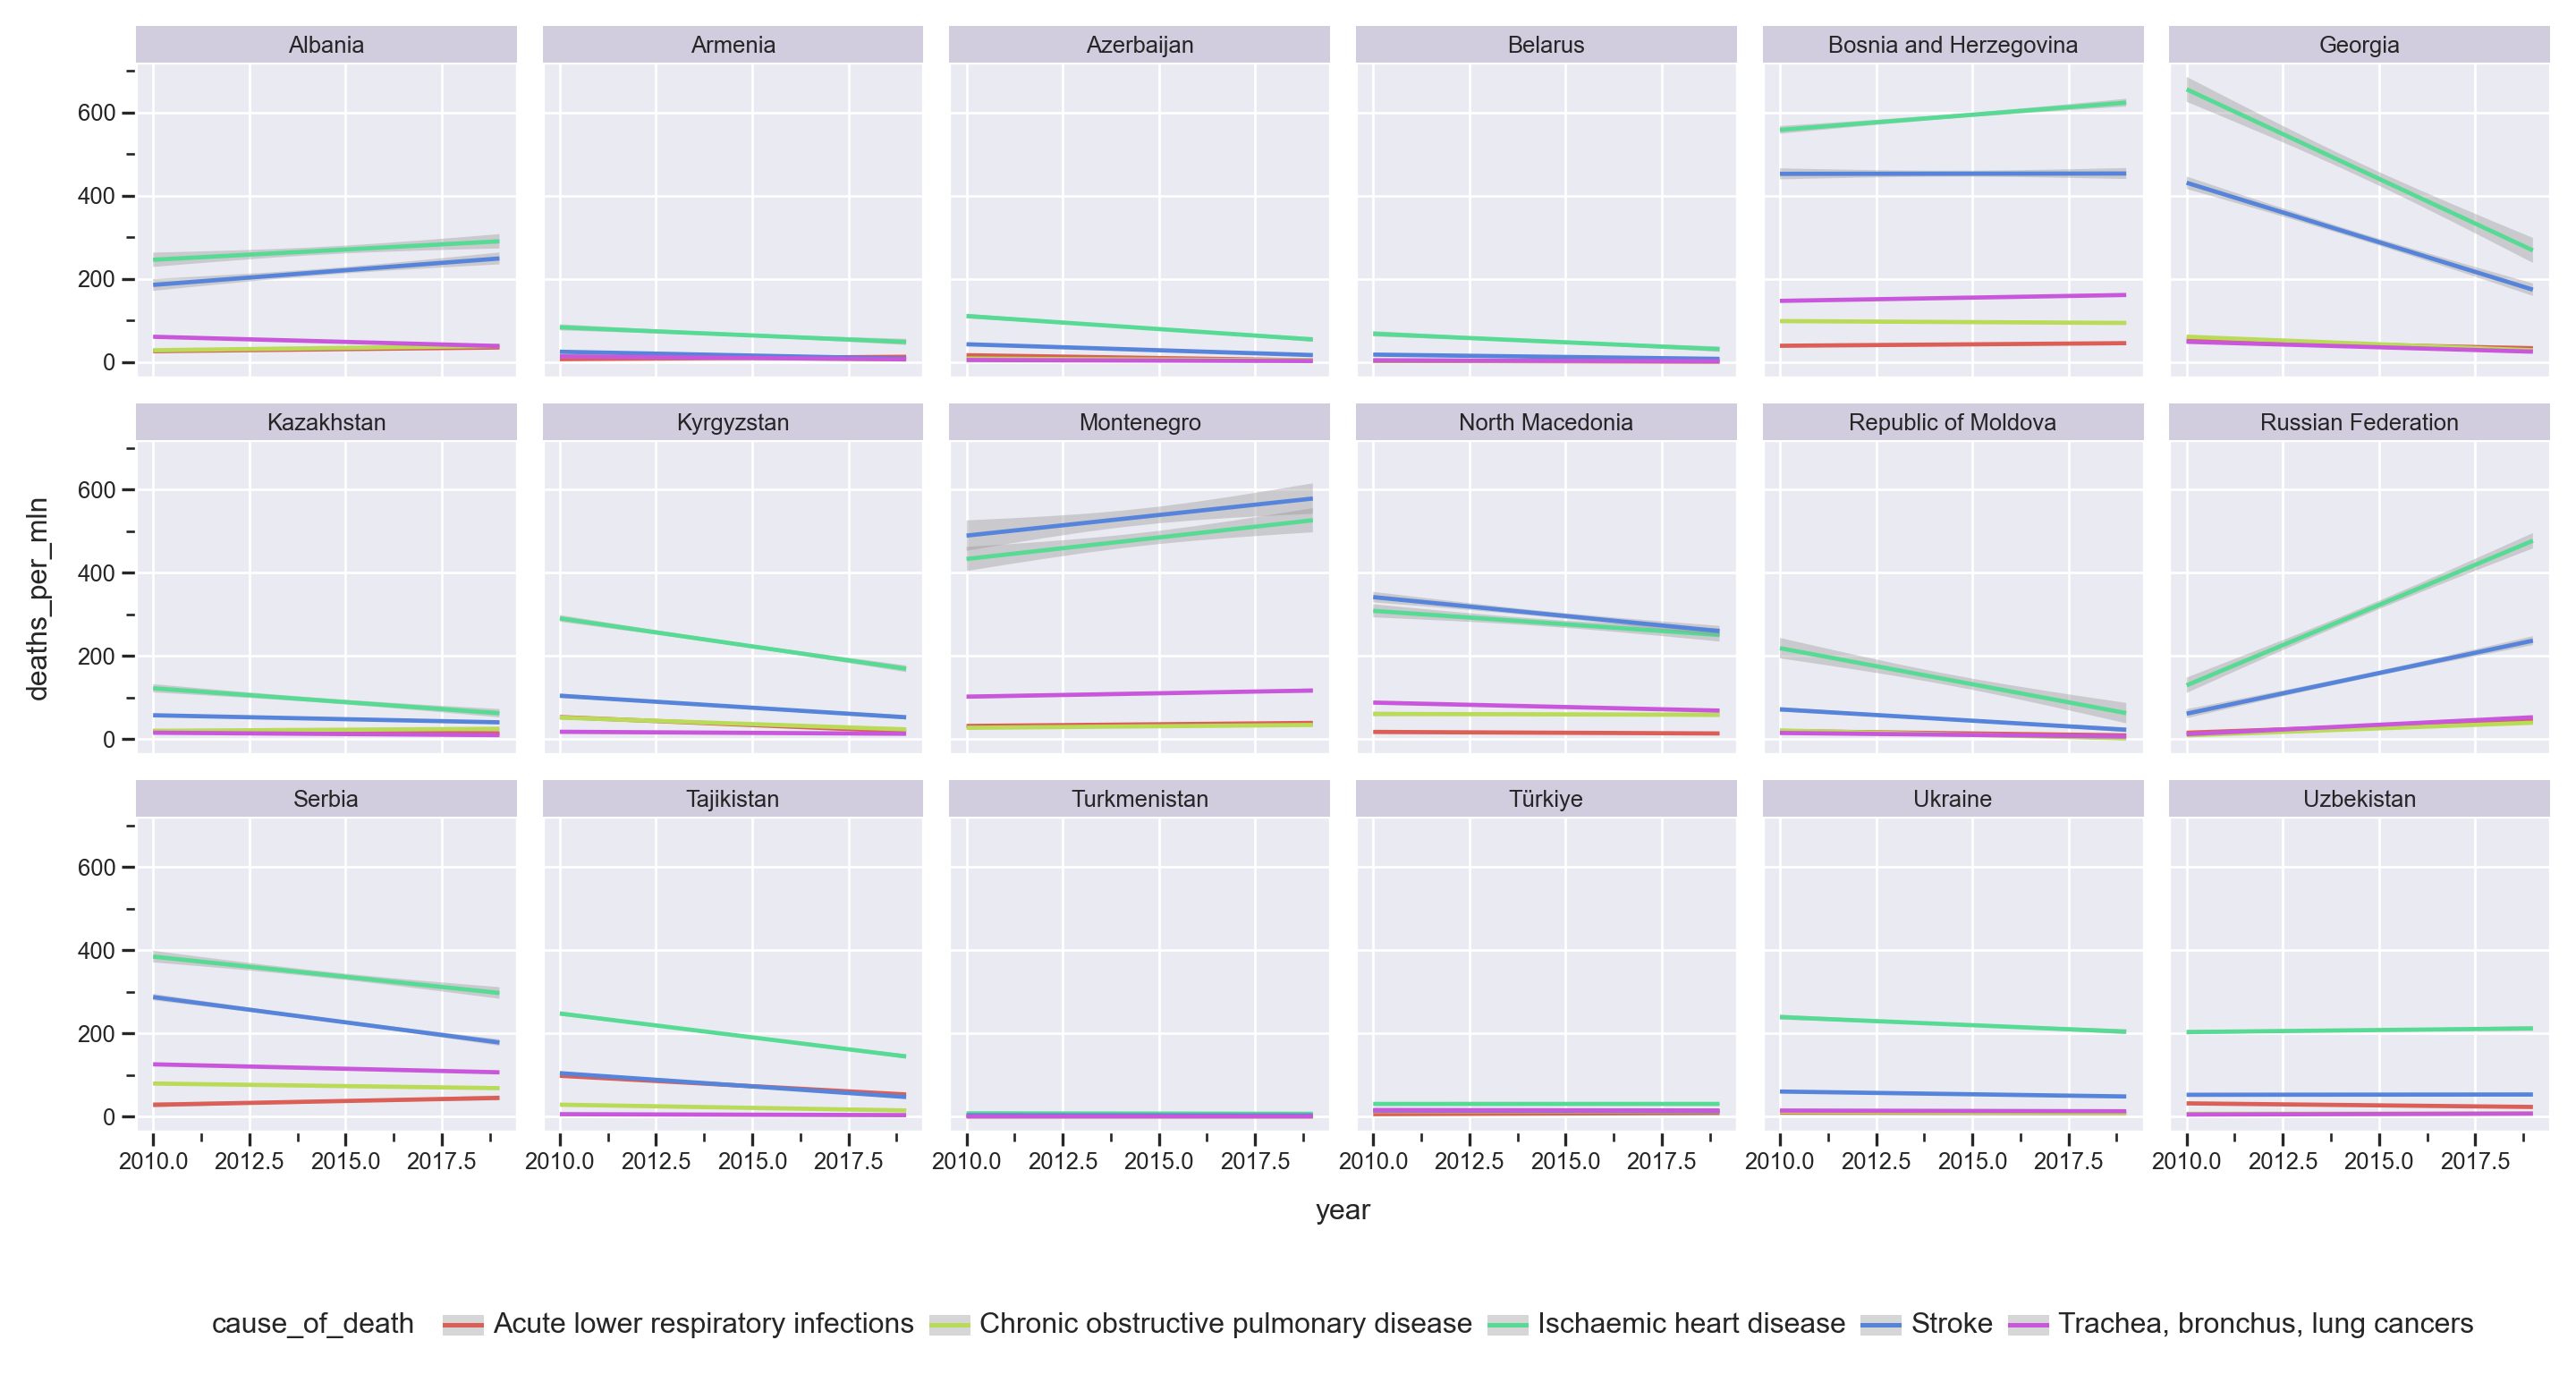 Albania Armenia Azerbaijan Belarus Bosnia and Herzegovina Georgia
600
400
200
0
Kazakhstan Kyrgyzstan Montenegro North Macedonia Republic of Moldova Russian Federation
600
400
200
0
deaths_per_mln
Serbia Tajikistan Turkmenistan Türkiye Ukraine Uzbekistan
600
400
200
0
2010.0 2012.5 2015.0 2017.5 2010.0 2012.5 2015.0 2017.5 2010.0 2012.5 2015.0 2017.5 2010.0 2012.5 2015.0 2017.5 2010.0 2012.5 2015.0 2017.5 2010.0 2012.5 2015.0 2017.5
year
cause_of_death Acute lower respiratory infections Chronic obstructive pulmonary disease Ischaemic heart disease Stroke Trachea, bronchus, lung cancers